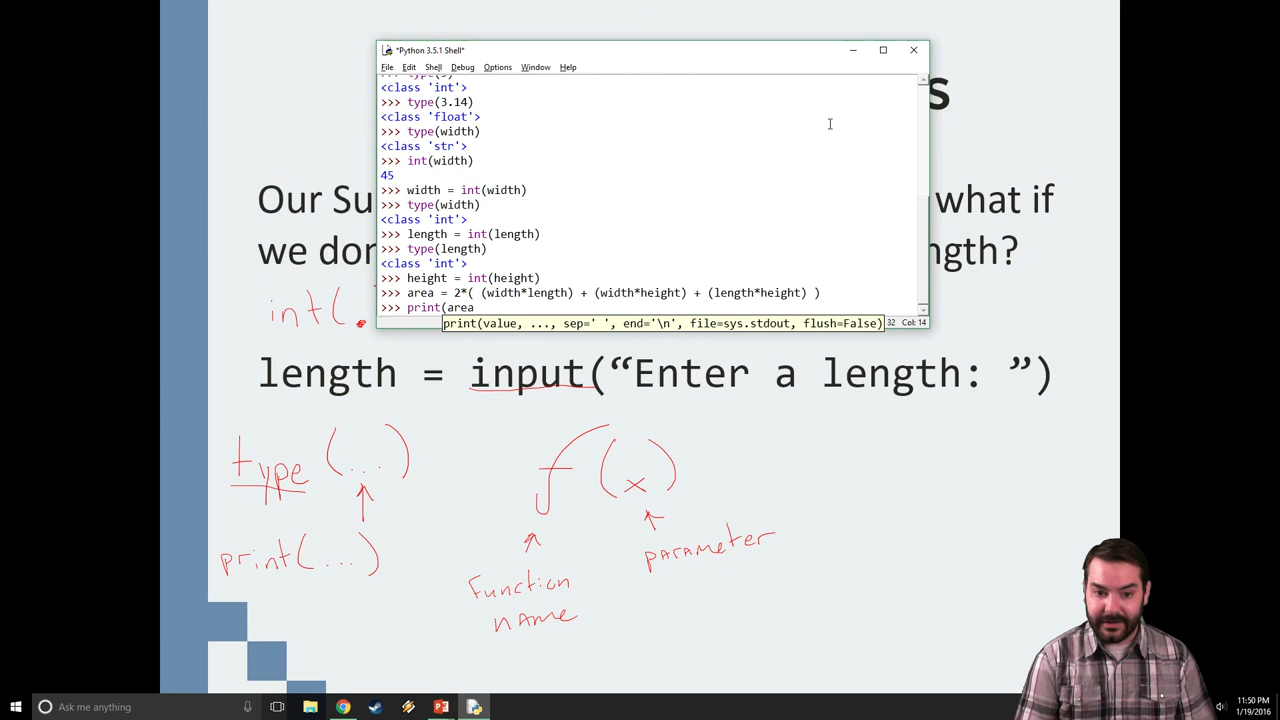 *Python 3.5.1 Shell*
File Edit Shell Debug Options Window Help
<class 'int'>
>>> type(3.14)
<class 'float'>
>>> type(width)
<class 'str'>
>>> int(width)
45
>>> width = int(width)
>>> type(width)
<class 'int'>
>>> length = int(length)
>>> type(length)
<class 'int'>
>>> height = int(height)
>>> area = 2*( (width*length) + (width*height) + (length*height) )
>>> print(area
print(value, ..., sep=' ', end='\n', file=sys.stdout, flush=False)
32 Col: 14
s
Our Su what if
we don ngth?
int(.
length = input(“Enter a length: ”)
type (...)
f(x)
print(...)
parameter
Function
name
Ask me anything
11:50 PM
1/19/2016